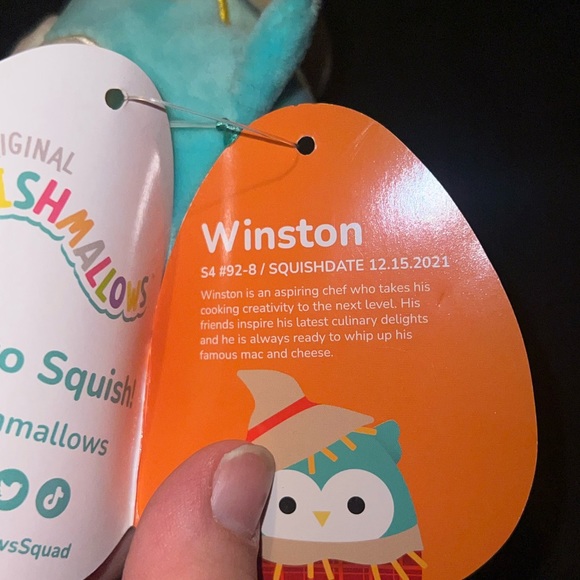 Winston
S4 #92-8 / SQUISHDATE 12.15.2021
Winston is an aspiring chef who takes his
cooking creativity to the next level. His
friends inspire his latest culinary delights
and he is always ready to whip up his
famous mac and cheese.
IGINAL
ISHMALLOWS
o Squish!
mallows
wsSquad